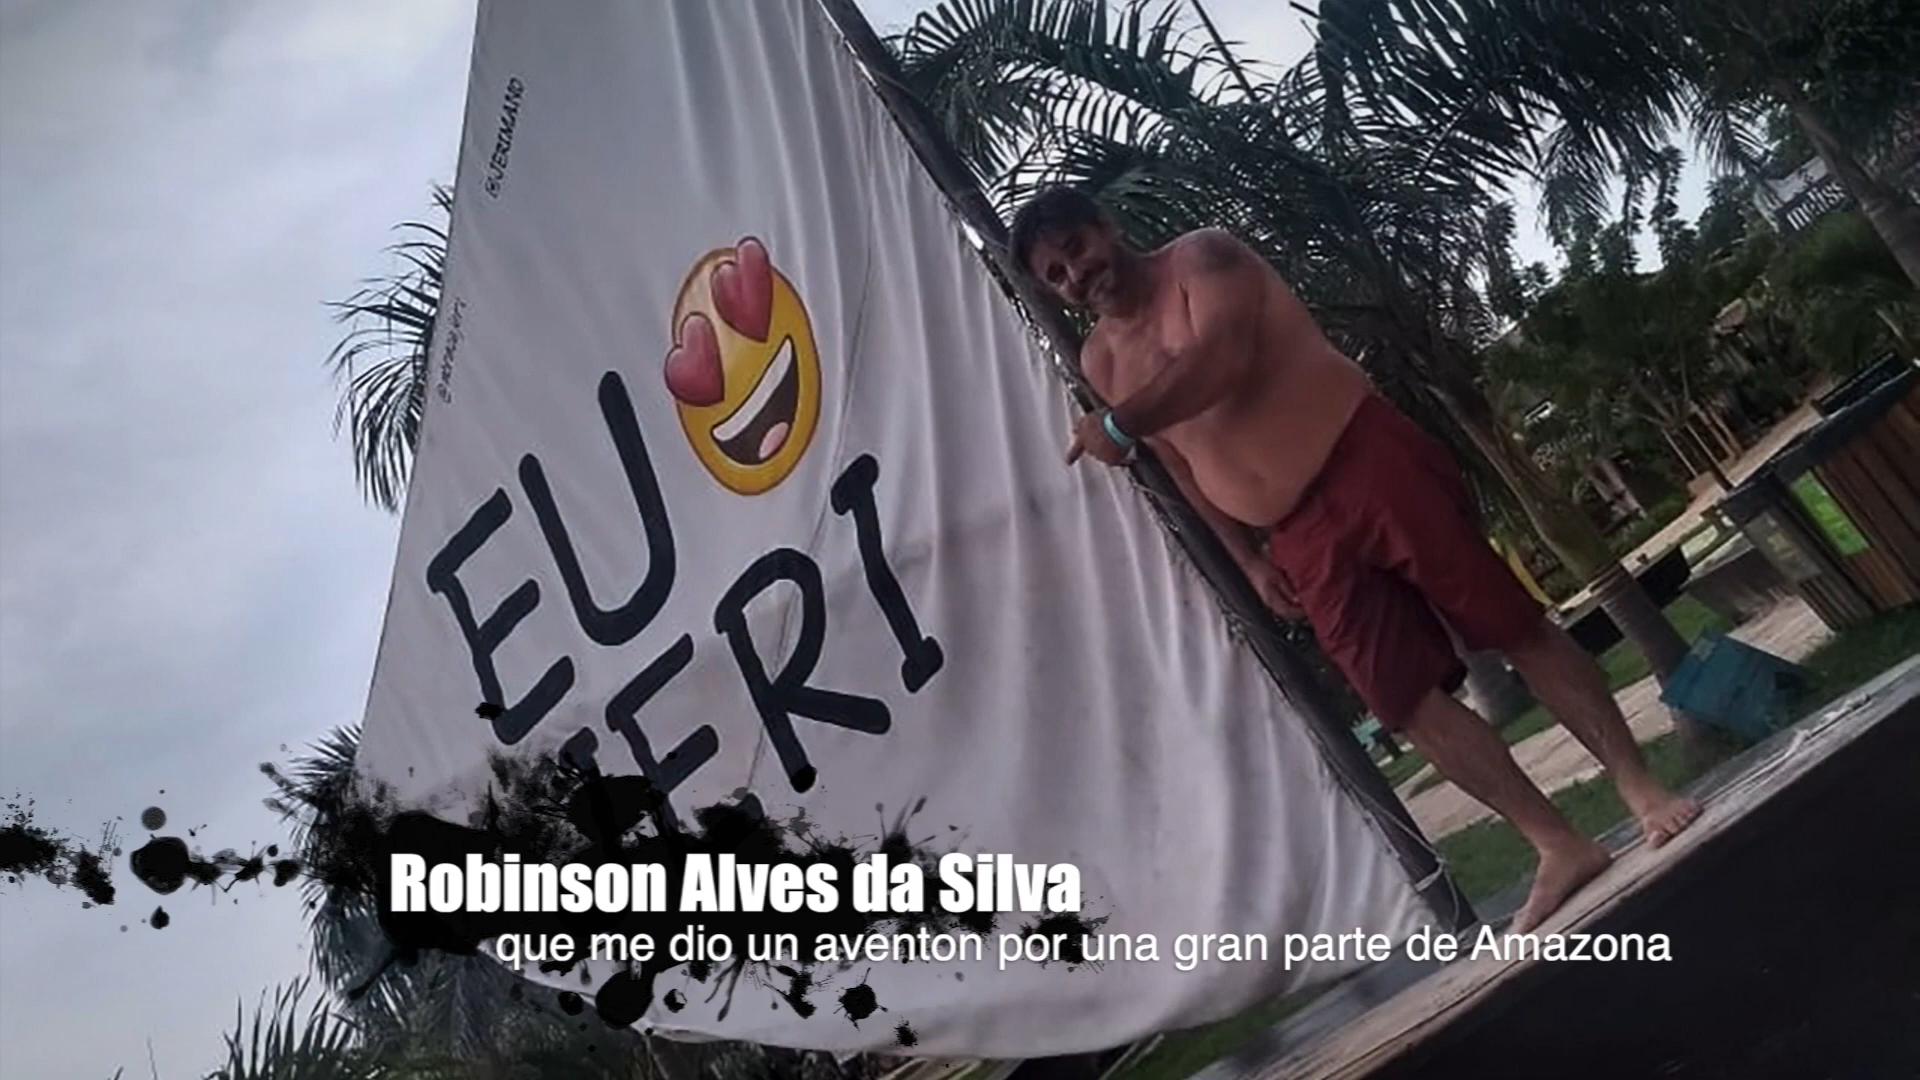 @JERIMANO
EU
JERI
Robinson Alves da Silva
que me dio un aventon por una gran parte de Amazona